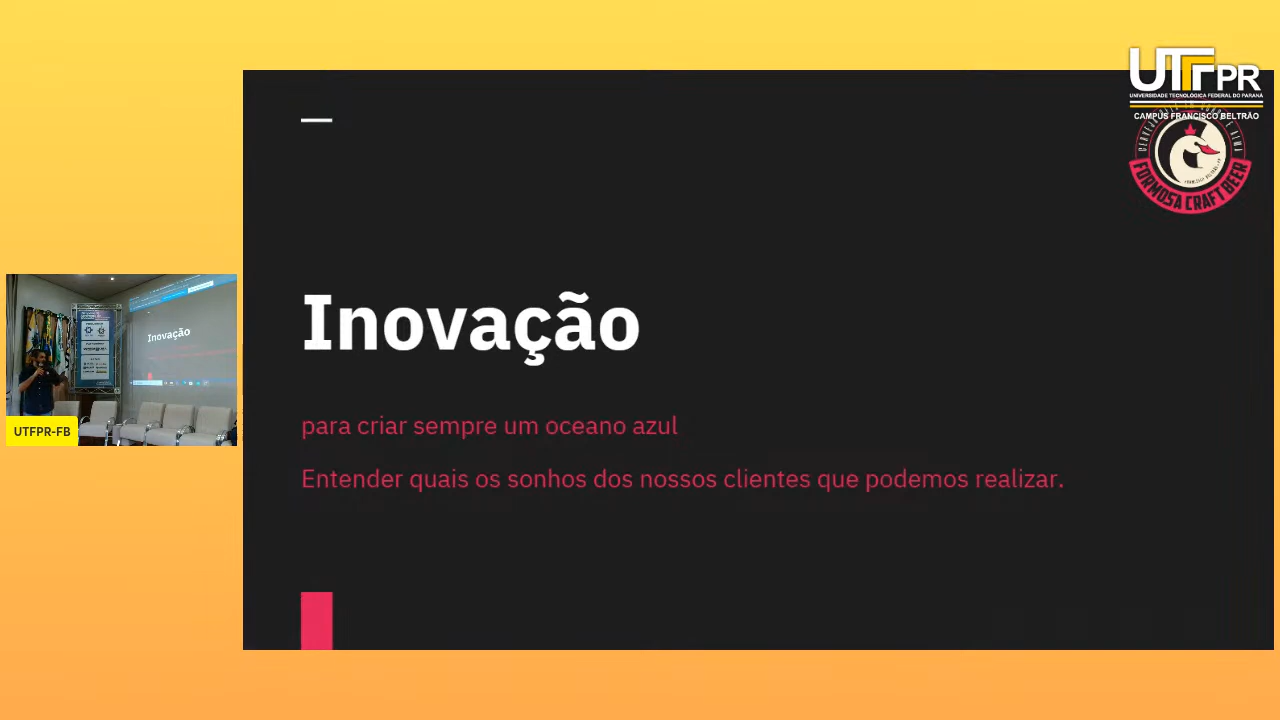 UTFPR
UNIVERSIDADE TECNOLÓGICA FEDERAL DO PARANÁ
CAMPUS FRANCISCO BELTRÃO
FORMOSA CRAFT BEER
Inovação
para criar sempre um oceano azul
Entender quais os sonhos dos nossos clientes que podemos realizar.
Inovação
UTFPR-FB